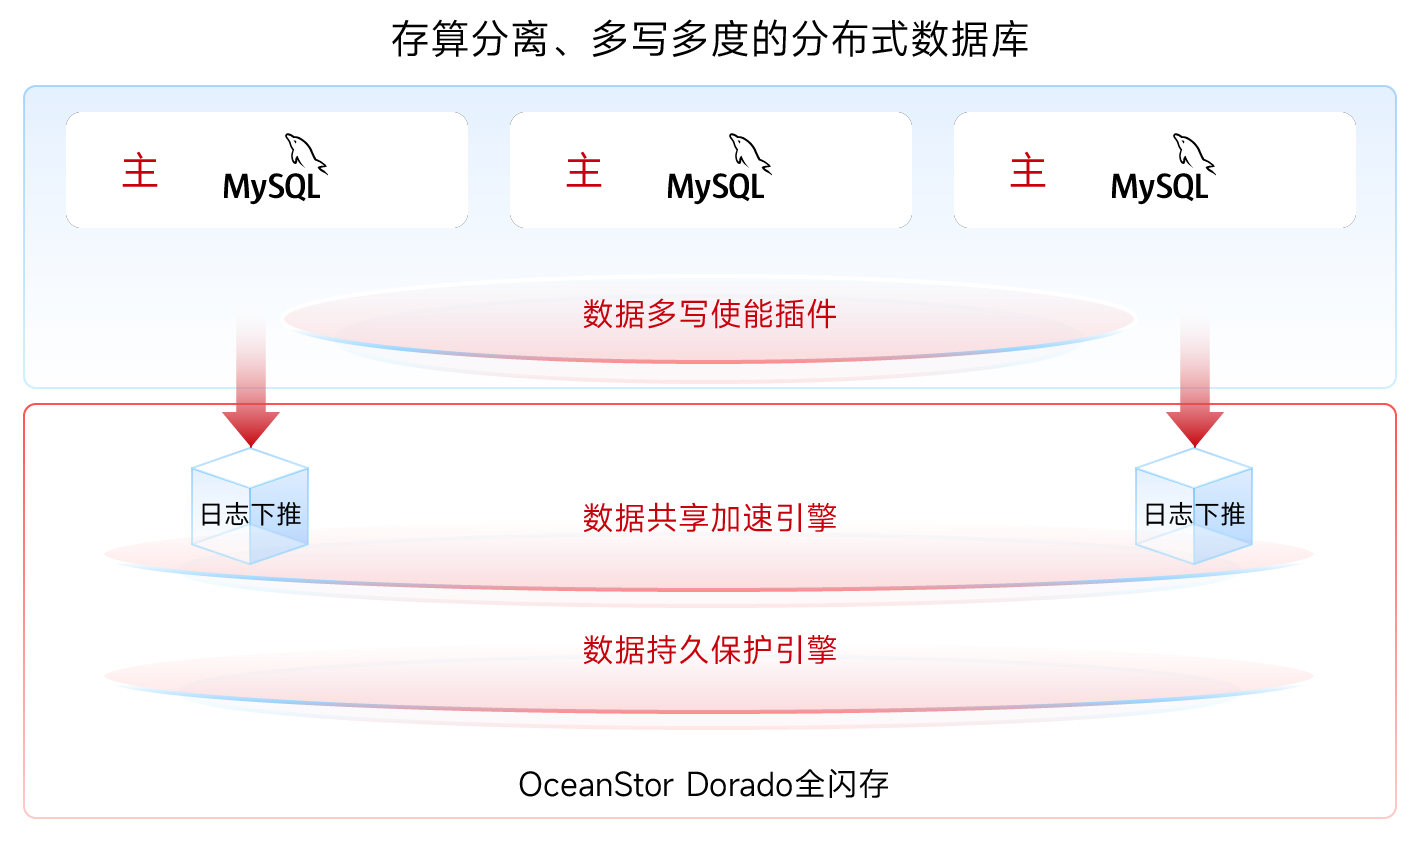 存算分离、多写多度的分布式数据库
主 MySQL 主 MySQL 主 MySQL
数据多写使能插件
日志下推 数据共享加速引擎 日志下推
数据持久保护引擎
OceanStor Dorado全闪存